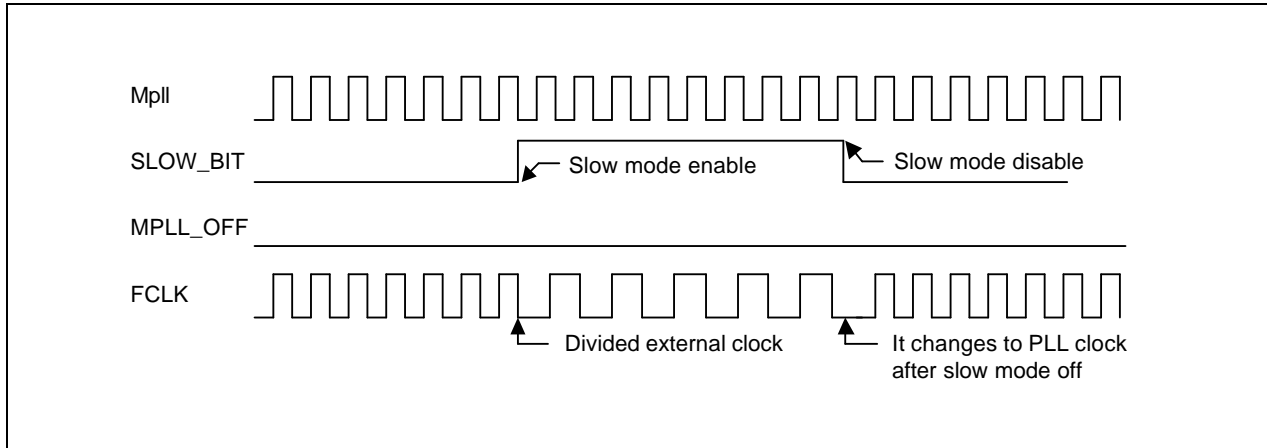 Mpll
SLOW_BIT
Slow mode enable
Slow mode disable
MPLL_OFF
FCLK
Divided external clock
It changes to PLL clock
after slow mode off